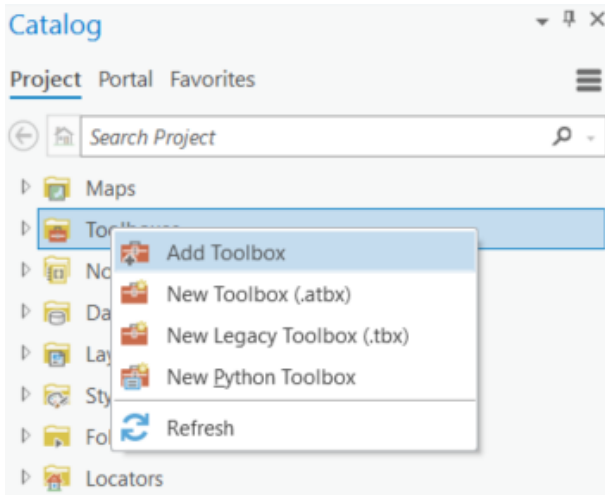 Catalog
Project Portal Favorites
Search Project
Maps
Add Toolbox
New Toolbox (.atbx)
New Legacy Toolbox (.tbx)
New Python Toolbox
Refresh
Locators